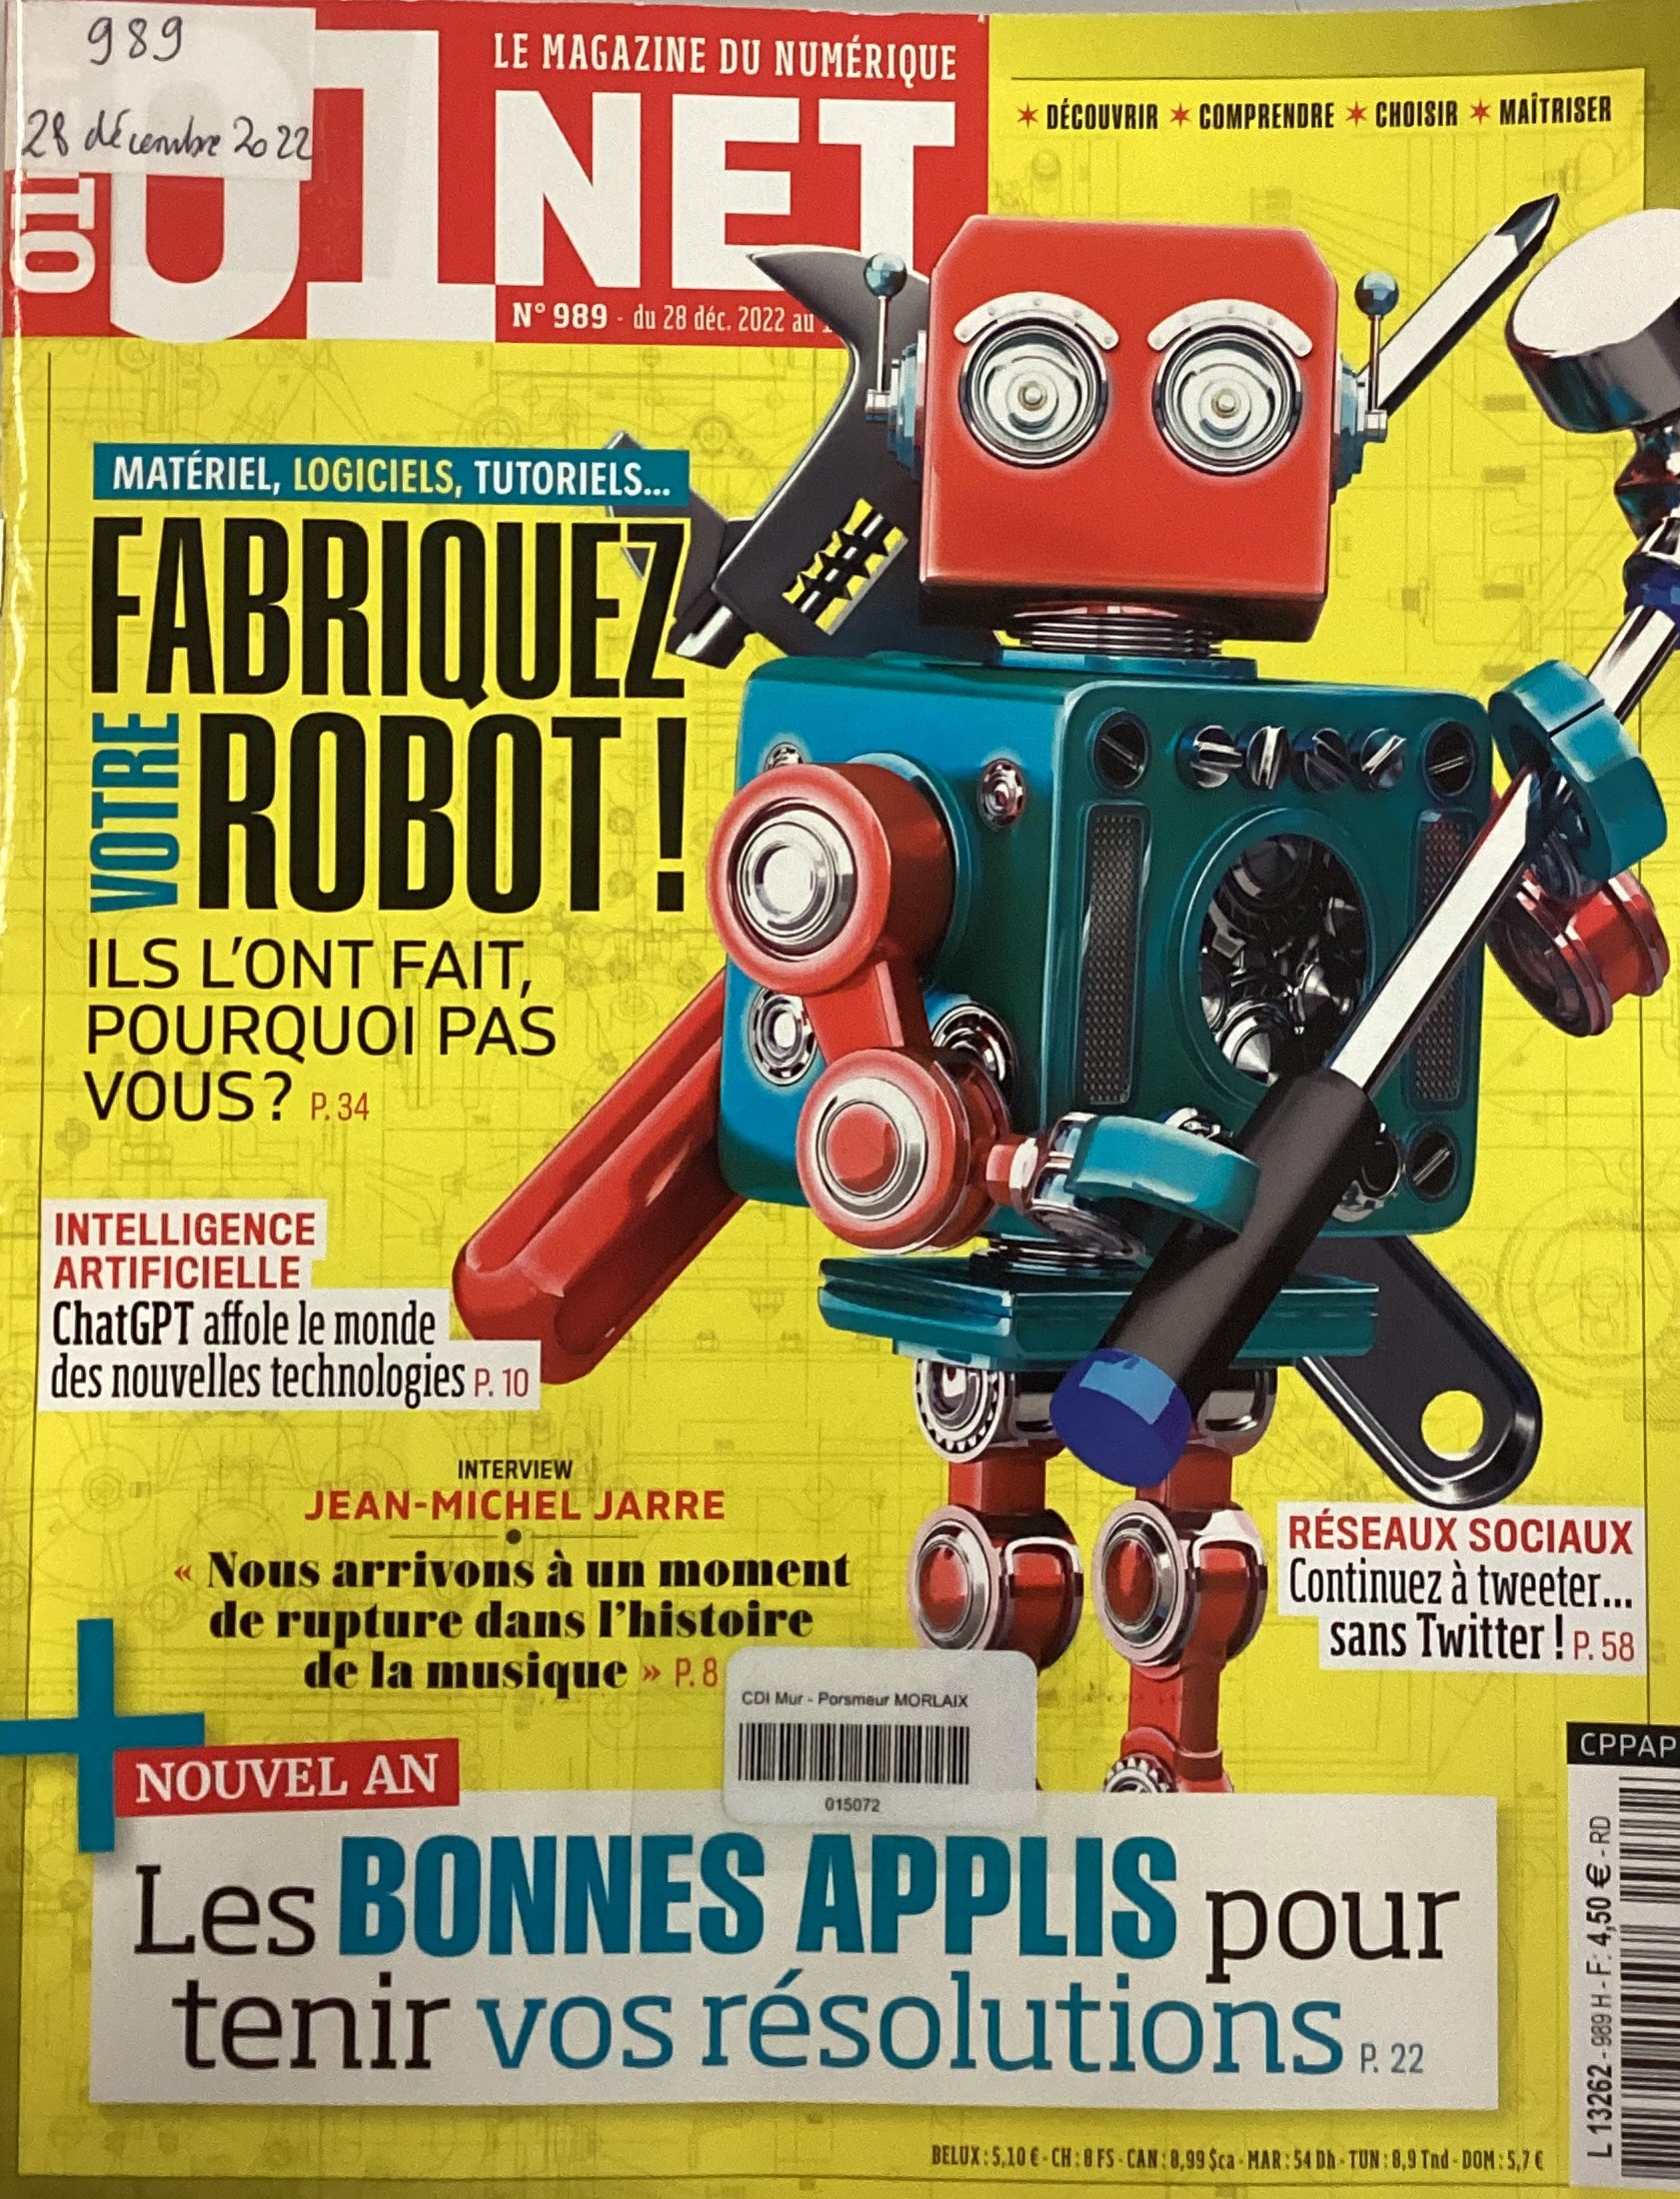 989
28 décembre 2022
LE MAGAZINE DU NUMÉRIQUE
01NET
N° 989 - du 28 déc. 2022 au
✶ DÉCOUVRIR ✶ COMPRENDRE ✶ CHOISIR ✶ MAÎTRISER
MATÉRIEL, LOGICIELS, TUTORIELS...
FABRIQUEZ
VOTRE
ROBOT !
ILS L'ONT FAIT,
POURQUOI PAS
VOUS ? P. 34
INTELLIGENCE
ARTIFICIELLE
ChatGPT affole le monde
des nouvelles technologies P. 10
INTERVIEW
JEAN-MICHEL JARRE
« Nous arrivons à un moment
de rupture dans l'histoire
de la musique » P. 8
RÉSEAUX SOCIAUX
Continuez à tweeter...
sans Twitter ! P. 58
CDI Mur - Porsmeur MORLAIX
015072
NOUVEL AN
Les BONNES APPLIS pour
tenir vos résolutions P. 22
CPPAP
L 13262 - 989 H - F: 4,50 € - RD
BELUX : 5,10 € - CH : 8 FS - CAN : 8,99 $ca - MAR : 54 Dh - TUN : 8,9 Tnd - DOM : 5,7 €